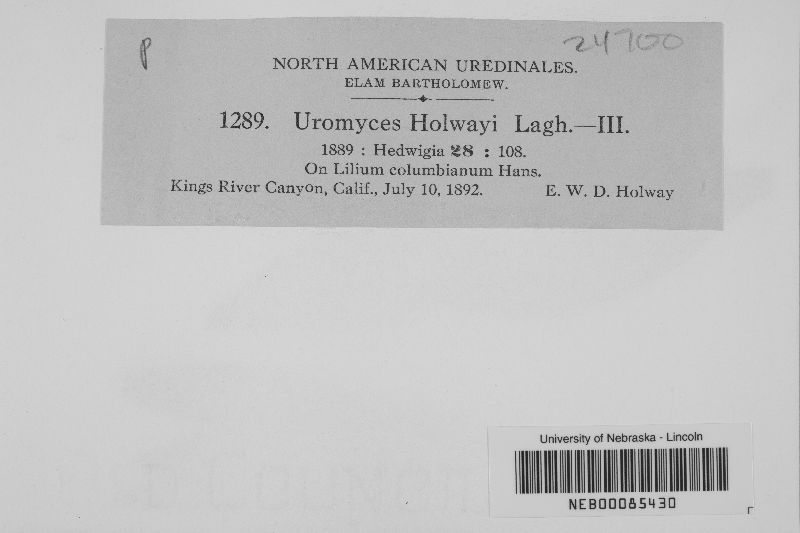 p
24700
NORTH AMERICAN UREDINALES.
ELAM BARTHOLOMEW.
1289. Uromyces Holwayi Lagh.—III.
1889 : Hedwigia 28 : 108.
On Lilium columbianum Hans.
Kings River Canyon, Calif., July 10, 1892. E. W. D. Holway
University of Nebraska - Lincoln
NEB00085430